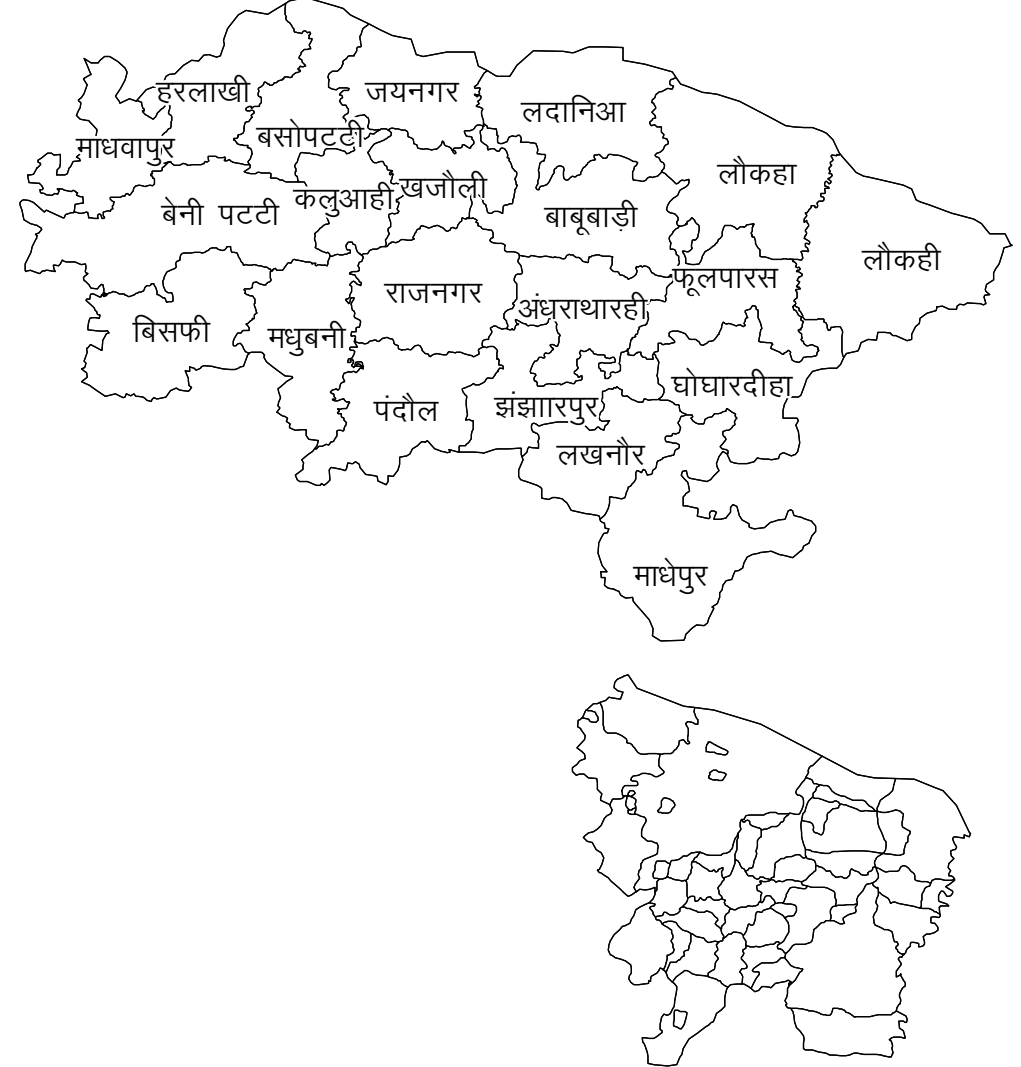 हरलाखी
जयनगर
लदानिआ
बसोपटटी
माधवापुर
लौकहा
केलुआही
खजौली
बेनी पटटी
बाबूबाड़ी
लौकही
फूलपारस
राजनगर
अंधराथारही
बिसफी
मधुबनी
घोघारदीहा
पंदौल
झंझाारपुर
लखनौर
माधेपुर